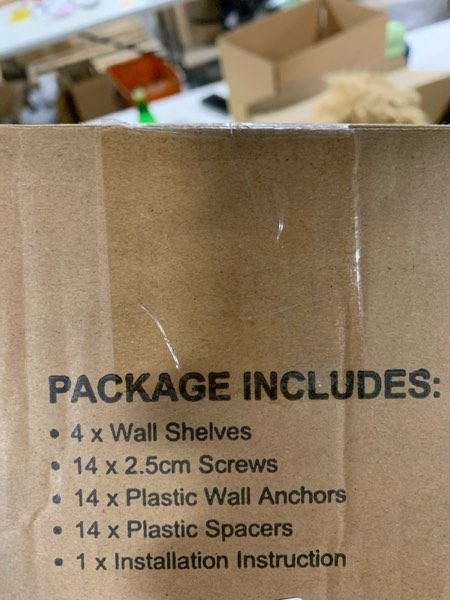 PACKAGE INCLUDES:
• 4 x Wall Shelves
• 14 x 2.5cm Screws
• 14 x Plastic Wall Anchors
• 14 x Plastic Spacers
• 1 x Installation Instruction